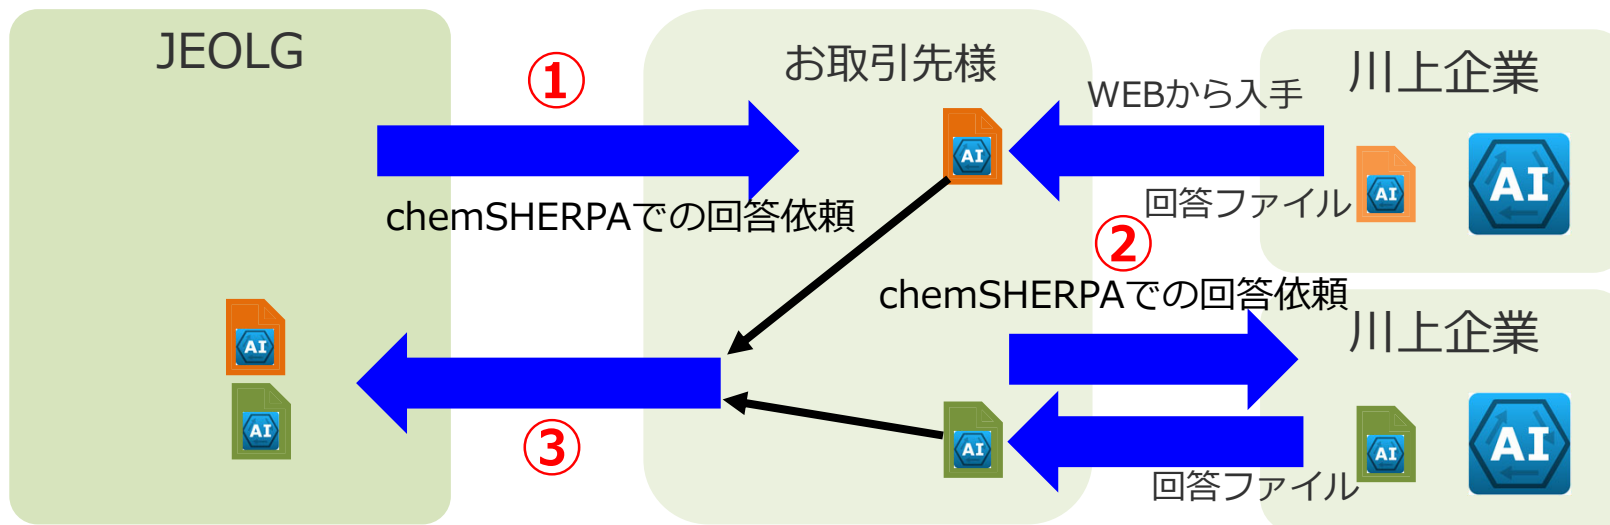 JEOLG
①
お取引先様
川上企業
WEBから入手
AI
AI
AI
回答ファイル
chemSHERPAでの回答依頼
②
chemSHERPAでの回答依頼
川上企業
AI
AI
③
AI
AI
AI
回答ファイル